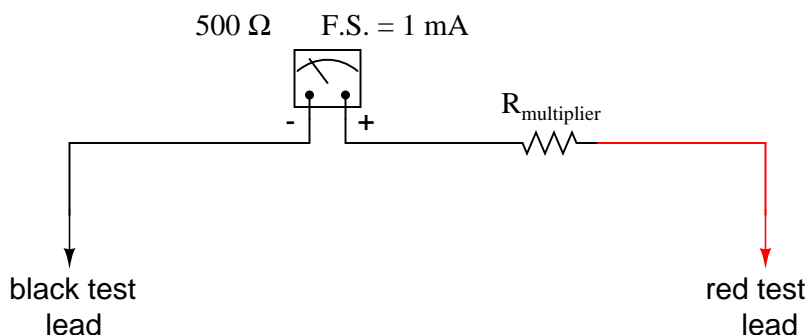 500 Ω F.S. = 1 mA
- +
Rmultiplier
black test
lead
red test
lead